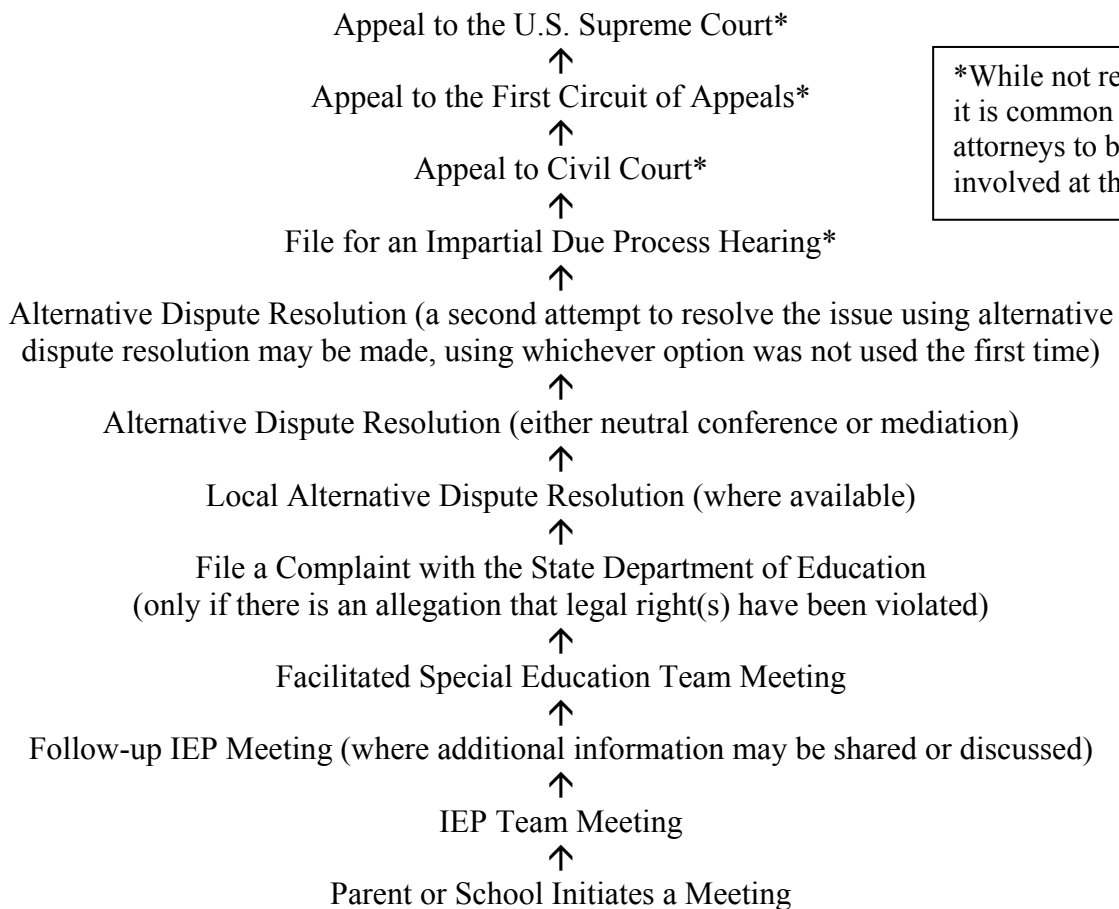 Appeal to the U.S. Supreme Court*
Appeal to the First Circuit of Appeals*
Appeal to Civil Court*
File for an Impartial Due Process Hearing*
Alternative Dispute Resolution (a second attempt to resolve the issue using alternative
dispute resolution may be made, using whichever option was not used the first time)
Alternative Dispute Resolution (either neutral conference or mediation)
Local Alternative Dispute Resolution (where available)
File a Complaint with the State Department of Education
(only if there is an allegation that legal right(s) have been violated)
Facilitated Special Education Team Meeting
Follow-up IEP Meeting (where additional information may be shared or discussed)
IEP Team Meeting
Parent or School Initiates a Meeting
*While not re
it is common
attorneys to b
involved at th